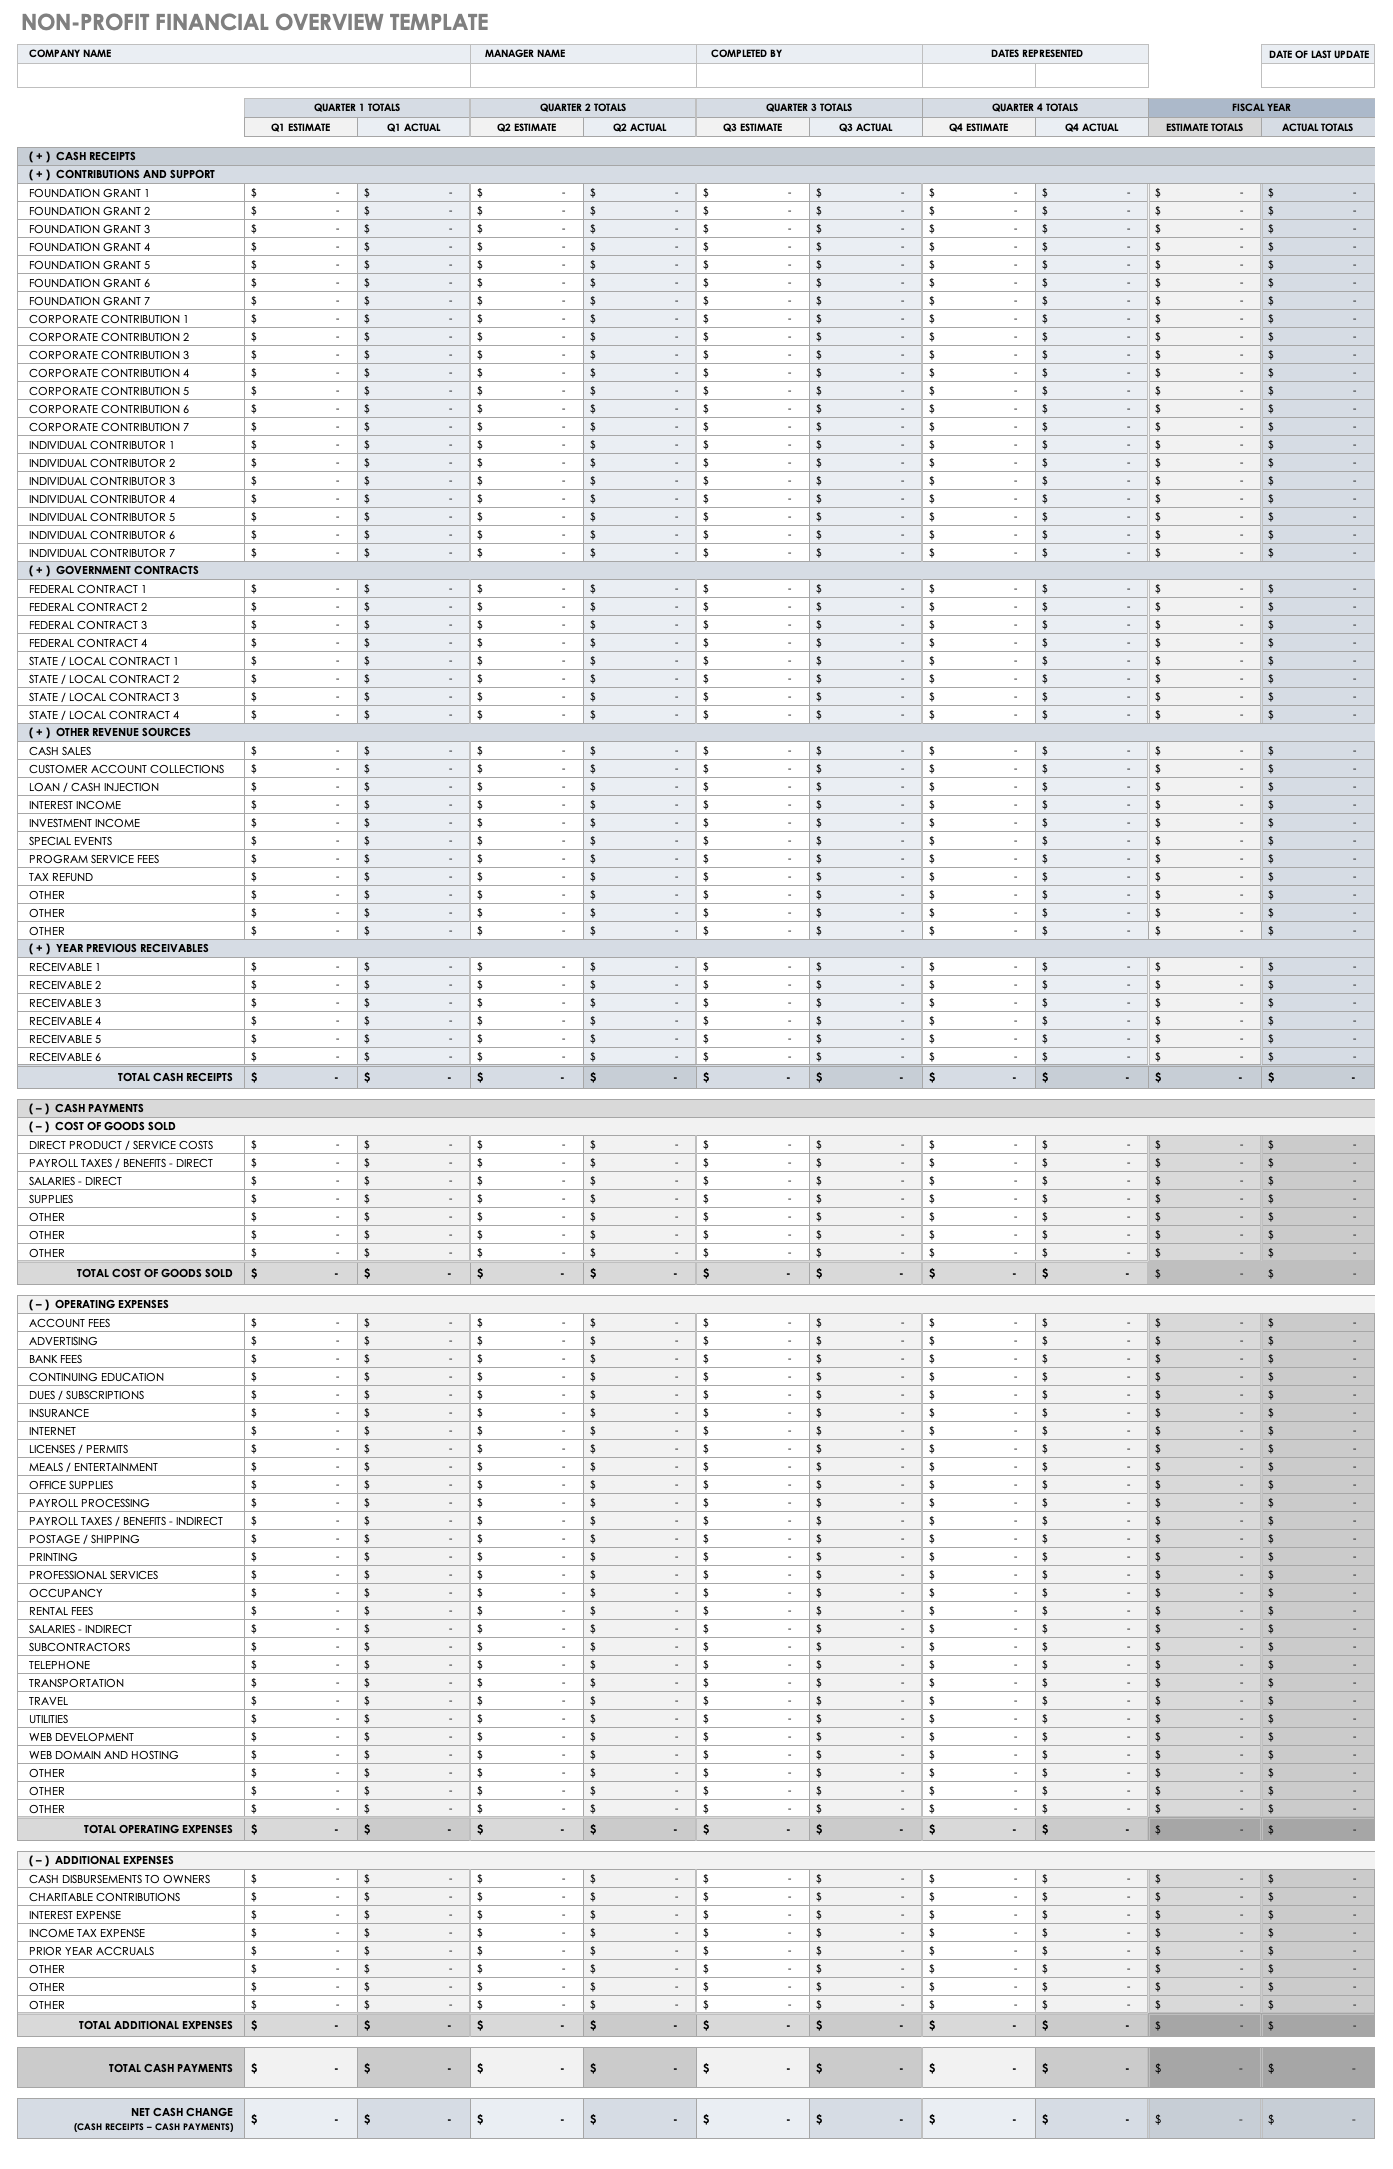 NON-PROFIT FINANCIAL OVERVIEW TEMPLATE
COMPANY NAME MANAGER NAME COMPLETED BY DATES REPRESENTED DATE OF LAST UPDATE
QUARTER 1 TOTALS QUARTER 2 TOTALS QUARTER 3 TOTALS QUARTER 4 TOTALS FISCAL YEAR
Q1 ESTIMATE Q1 ACTUAL Q2 ESTIMATE Q2 ACTUAL Q3 ESTIMATE Q3 ACTUAL Q4 ESTIMATE Q4 ACTUAL ESTIMATE TOTALS ACTUAL TOTALS
( + ) CASH RECEIPTS
( + ) CONTRIBUTIONS AND SUPPORT
FOUNDATION GRANT 1 $ - $ - $ - $ - $ - $ - $ - $ - $ - $ -
FOUNDATION GRANT 2 $ - $ - $ - $ - $ - $ - $ - $ - $ - $ -
FOUNDATION GRANT 3 $ - $ - $ - $ - $ - $ - $ - $ - $ - $ -
FOUNDATION GRANT 4 $ - $ - $ - $ - $ - $ - $ - $ - $ - $ -
FOUNDATION GRANT 5 $ - $ - $ - $ - $ - $ - $ - $ - $ - $ -
FOUNDATION GRANT 6 $ - $ - $ - $ - $ - $ - $ - $ - $ - $ -
FOUNDATION GRANT 7 $ - $ - $ - $ - $ - $ - $ - $ - $ - $ -
CORPORATE CONTRIBUTION 1 $ - $ - $ - $ - $ - $ - $ - $ - $ - $ -
CORPORATE CONTRIBUTION 2 $ - $ - $ - $ - $ - $ - $ - $ - $ - $ -
CORPORATE CONTRIBUTION 3 $ - $ - $ - $ - $ - $ - $ - $ - $ - $ -
CORPORATE CONTRIBUTION 4 $ - $ - $ - $ - $ - $ - $ - $ - $ - $ -
CORPORATE CONTRIBUTION 5 $ - $ - $ - $ - $ - $ - $ - $ - $ - $ -
CORPORATE CONTRIBUTION 6 $ - $ - $ - $ - $ - $ - $ - $ - $ - $ -
CORPORATE CONTRIBUTION 7 $ - $ - $ - $ - $ - $ - $ - $ - $ - $ -
INDIVIDUAL CONTRIBUTOR 1 $ - $ - $ - $ - $ - $ - $ - $ - $ - $ -
INDIVIDUAL CONTRIBUTOR 2 $ - $ - $ - $ - $ - $ - $ - $ - $ - $ -
INDIVIDUAL CONTRIBUTOR 3 $ - $ - $ - $ - $ - $ - $ - $ - $ - $ -
INDIVIDUAL CONTRIBUTOR 4 $ - $ - $ - $ - $ - $ - $ - $ - $ - $ -
INDIVIDUAL CONTRIBUTOR 5 $ - $ - $ - $ - $ - $ - $ - $ - $ - $ -
INDIVIDUAL CONTRIBUTOR 6 $ - $ - $ - $ - $ - $ - $ - $ - $ - $ -
INDIVIDUAL CONTRIBUTOR 7 $ - $ - $ - $ - $ - $ - $ - $ - $ - $ -
( + ) GOVERNMENT CONTRACTS
FEDERAL CONTRACT 1 $ - $ - $ - $ - $ - $ - $ - $ - $ - $ -
FEDERAL CONTRACT 2 $ - $ - $ - $ - $ - $ - $ - $ - $ - $ -
FEDERAL CONTRACT 3 $ - $ - $ - $ - $ - $ - $ - $ - $ - $ -
FEDERAL CONTRACT 4 $ - $ - $ - $ - $ - $ - $ - $ - $ - $ -
STATE / LOCAL CONTRACT 1 $ - $ - $ - $ - $ - $ - $ - $ - $ - $ -
STATE / LOCAL CONTRACT 2 $ - $ - $ - $ - $ - $ - $ - $ - $ - $ -
STATE / LOCAL CONTRACT 3 $ - $ - $ - $ - $ - $ - $ - $ - $ - $ -
STATE / LOCAL CONTRACT 4 $ - $ - $ - $ - $ - $ - $ - $ - $ - $ -
( + ) OTHER REVENUE SOURCES
CASH SALES $ - $ - $ - $ - $ - $ - $ - $ - $ - $ -
CUSTOMER ACCOUNT COLLECTIONS $ - $ - $ - $ - $ - $ - $ - $ - $ - $ -
LOAN / CASH INJECTION $ - $ - $ - $ - $ - $ - $ - $ - $ - $ -
INTEREST INCOME $ - $ - $ - $ - $ - $ - $ - $ - $ - $ -
INVESTMENT INCOME $ - $ - $ - $ - $ - $ - $ - $ - $ - $ -
SPECIAL EVENTS $ - $ - $ - $ - $ - $ - $ - $ - $ - $ -
PROGRAM SERVICE FEES $ - $ - $ - $ - $ - $ - $ - $ - $ - $ -
TAX REFUND $ - $ - $ - $ - $ - $ - $ - $ - $ - $ -
OTHER $ - $ - $ - $ - $ - $ - $ - $ - $ - $ -
OTHER $ - $ - $ - $ - $ - $ - $ - $ - $ - $ -
OTHER $ - $ - $ - $ - $ - $ - $ - $ - $ - $ -
( + ) YEAR PREVIOUS RECEIVABLES
RECEIVABLE 1 $ - $ - $ - $ - $ - $ - $ - $ - $ - $ -
RECEIVABLE 2 $ - $ - $ - $ - $ - $ - $ - $ - $ - $ -
RECEIVABLE 3 $ - $ - $ - $ - $ - $ - $ - $ - $ - $ -
RECEIVABLE 4 $ - $ - $ - $ - $ - $ - $ - $ - $ - $ -
RECEIVABLE 5 $ - $ - $ - $ - $ - $ - $ - $ - $ - $ -
RECEIVABLE 6 $ - $ - $ - $ - $ - $ - $ - $ - $ - $ -
TOTAL CASH RECEIPTS $ - $ - $ - $ - $ - $ - $ - $ - $ - $ -
( – ) CASH PAYMENTS
( – ) COST OF GOODS SOLD
DIRECT PRODUCT / SERVICE COSTS $ - $ - $ - $ - $ - $ - $ - $ - $ - $ -
PAYROLL TAXES / BENEFITS - DIRECT $ - $ - $ - $ - $ - $ - $ - $ - $ - $ -
SALARIES - DIRECT $ - $ - $ - $ - $ - $ - $ - $ - $ - $ -
SUPPLIES $ - $ - $ - $ - $ - $ - $ - $ - $ - $ -
OTHER $ - $ - $ - $ - $ - $ - $ - $ - $ - $ -
OTHER $ - $ - $ - $ - $ - $ - $ - $ - $ - $ -
OTHER $ - $ - $ - $ - $ - $ - $ - $ - $ - $ -
TOTAL COST OF GOODS SOLD $ - $ - $ - $ - $ - $ - $ - $ - $ - $ -
( – ) OPERATING EXPENSES
ACCOUNT FEES $ - $ - $ - $ - $ - $ - $ - $ - $ - $ -
ADVERTISING $ - $ - $ - $ - $ - $ - $ - $ - $ - $ -
BANK FEES $ - $ - $ - $ - $ - $ - $ - $ - $ - $ -
CONTINUING EDUCATION $ - $ - $ - $ - $ - $ - $ - $ - $ - $ -
DUES / SUBSCRIPTIONS $ - $ - $ - $ - $ - $ - $ - $ - $ - $ -
INSURANCE $ - $ - $ - $ - $ - $ - $ - $ - $ - $ -
INTERNET $ - $ - $ - $ - $ - $ - $ - $ - $ - $ -
LICENSES / PERMITS $ - $ - $ - $ - $ - $ - $ - $ - $ - $ -
MEALS / ENTERTAINMENT $ - $ - $ - $ - $ - $ - $ - $ - $ - $ -
OFFICE SUPPLIES $ - $ - $ - $ - $ - $ - $ - $ - $ - $ -
PAYROLL PROCESSING $ - $ - $ - $ - $ - $ - $ - $ - $ - $ -
PAYROLL TAXES / BENEFITS - INDIRECT $ - $ - $ - $ - $ - $ - $ - $ - $ - $ -
POSTAGE / SHIPPING $ - $ - $ - $ - $ - $ - $ - $ - $ - $ -
PRINTING $ - $ - $ - $ - $ - $ - $ - $ - $ - $ -
PROFESSIONAL SERVICES $ - $ - $ - $ - $ - $ - $ - $ - $ - $ -
OCCUPANCY $ - $ - $ - $ - $ - $ - $ - $ - $ - $ -
RENTAL FEES $ - $ - $ - $ - $ - $ - $ - $ - $ - $ -
SALARIES - INDIRECT $ - $ - $ - $ - $ - $ - $ - $ - $ - $ -
SUBCONTRACTORS $ - $ - $ - $ - $ - $ - $ - $ - $ - $ -
TELEPHONE $ - $ - $ - $ - $ - $ - $ - $ - $ - $ -
TRANSPORTATION $ - $ - $ - $ - $ - $ - $ - $ - $ - $ -
TRAVEL $ - $ - $ - $ - $ - $ - $ - $ - $ - $ -
UTILITIES $ - $ - $ - $ - $ - $ - $ - $ - $ - $ -
WEB DEVELOPMENT $ - $ - $ - $ - $ - $ - $ - $ - $ - $ -
WEB DOMAIN AND HOSTING $ - $ - $ - $ - $ - $ - $ - $ - $ - $ -
OTHER $ - $ - $ - $ - $ - $ - $ - $ - $ - $ -
OTHER $ - $ - $ - $ - $ - $ - $ - $ - $ - $ -
OTHER $ - $ - $ - $ - $ - $ - $ - $ - $ - $ -
TOTAL OPERATING EXPENSES $ - $ - $ - $ - $ - $ - $ - $ - $ - $ -
( – ) ADDITIONAL EXPENSES
CASH DISBURSEMENTS TO OWNERS $ - $ - $ - $ - $ - $ - $ - $ - $ - $ -
CHARITABLE CONTRIBUTIONS $ - $ - $ - $ - $ - $ - $ - $ - $ - $ -
INTEREST EXPENSE $ - $ - $ - $ - $ - $ - $ - $ - $ - $ -
INCOME TAX EXPENSE $ - $ - $ - $ - $ - $ - $ - $ - $ - $ -
PRIOR YEAR ACCRUALS $ - $ - $ - $ - $ - $ - $ - $ - $ - $ -
OTHER $ - $ - $ - $ - $ - $ - $ - $ - $ - $ -
OTHER $ - $ - $ - $ - $ - $ - $ - $ - $ - $ -
OTHER $ - $ - $ - $ - $ - $ - $ - $ - $ - $ -
TOTAL ADDITIONAL EXPENSES $ - $ - $ - $ - $ - $ - $ - $ - $ - $ -
TOTAL CASH PAYMENTS $ - $ - $ - $ - $ - $ - $ - $ - $ - $ -
NET CASH CHANGE
(CASH RECEIPTS – CASH PAYMENTS) $ - $ - $ - $ - $ - $ - $ - $ - $ - $ -